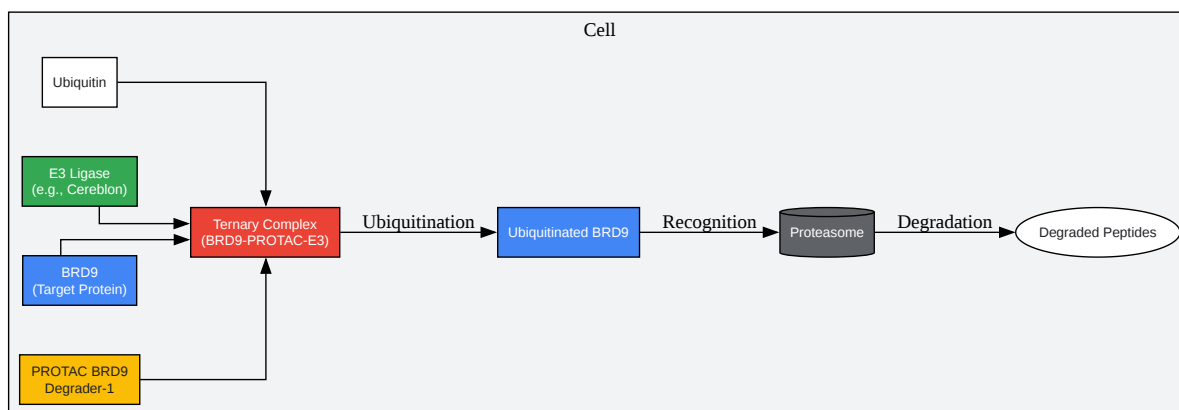 Cell
Ubiquitin
E3 Ligase
(e.g., Cereblon)
BRD9
(Target Protein)
PROTAC BRD9
Degrader-1
Ternary Complex
(BRD9-PROTAC-E3)
Ubiquitination
Ubiquitinated BRD9
Recognition
Proteasome
Degradation
Degraded Peptides